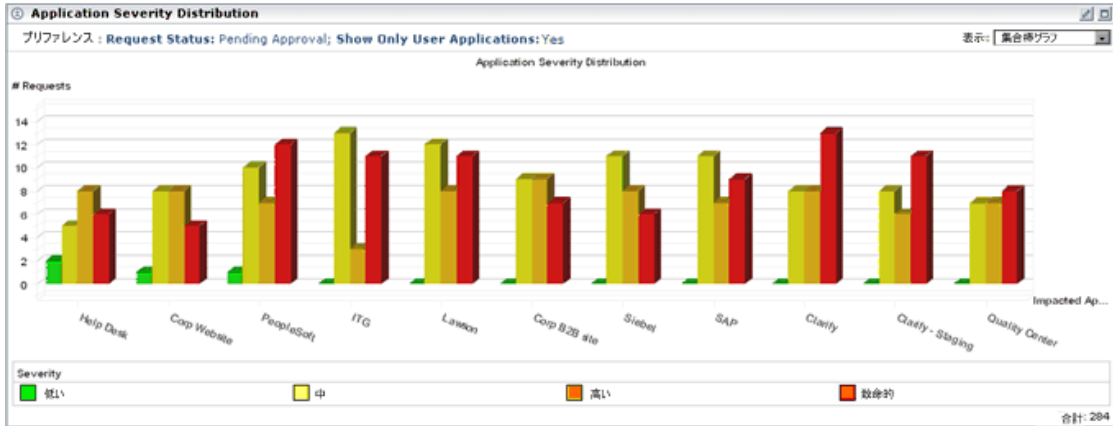 Application Severity Distribution
プリファレンス : Request Status: Pending Approval; Show Only User Applications: Yes
表示: 集合棒グラフ
Application Severity Distribution
# Requests
14
12
10
8
6
4
2
0
Impacted Ap...
Help Desk
Corp Website
PeopleSoft
ITG
Lawson
Corp B2B site
Siebel
SAP
Clarify
Clarify - Staging
Quality Center
Severity
低い
中
高い
致命的
合計: 284